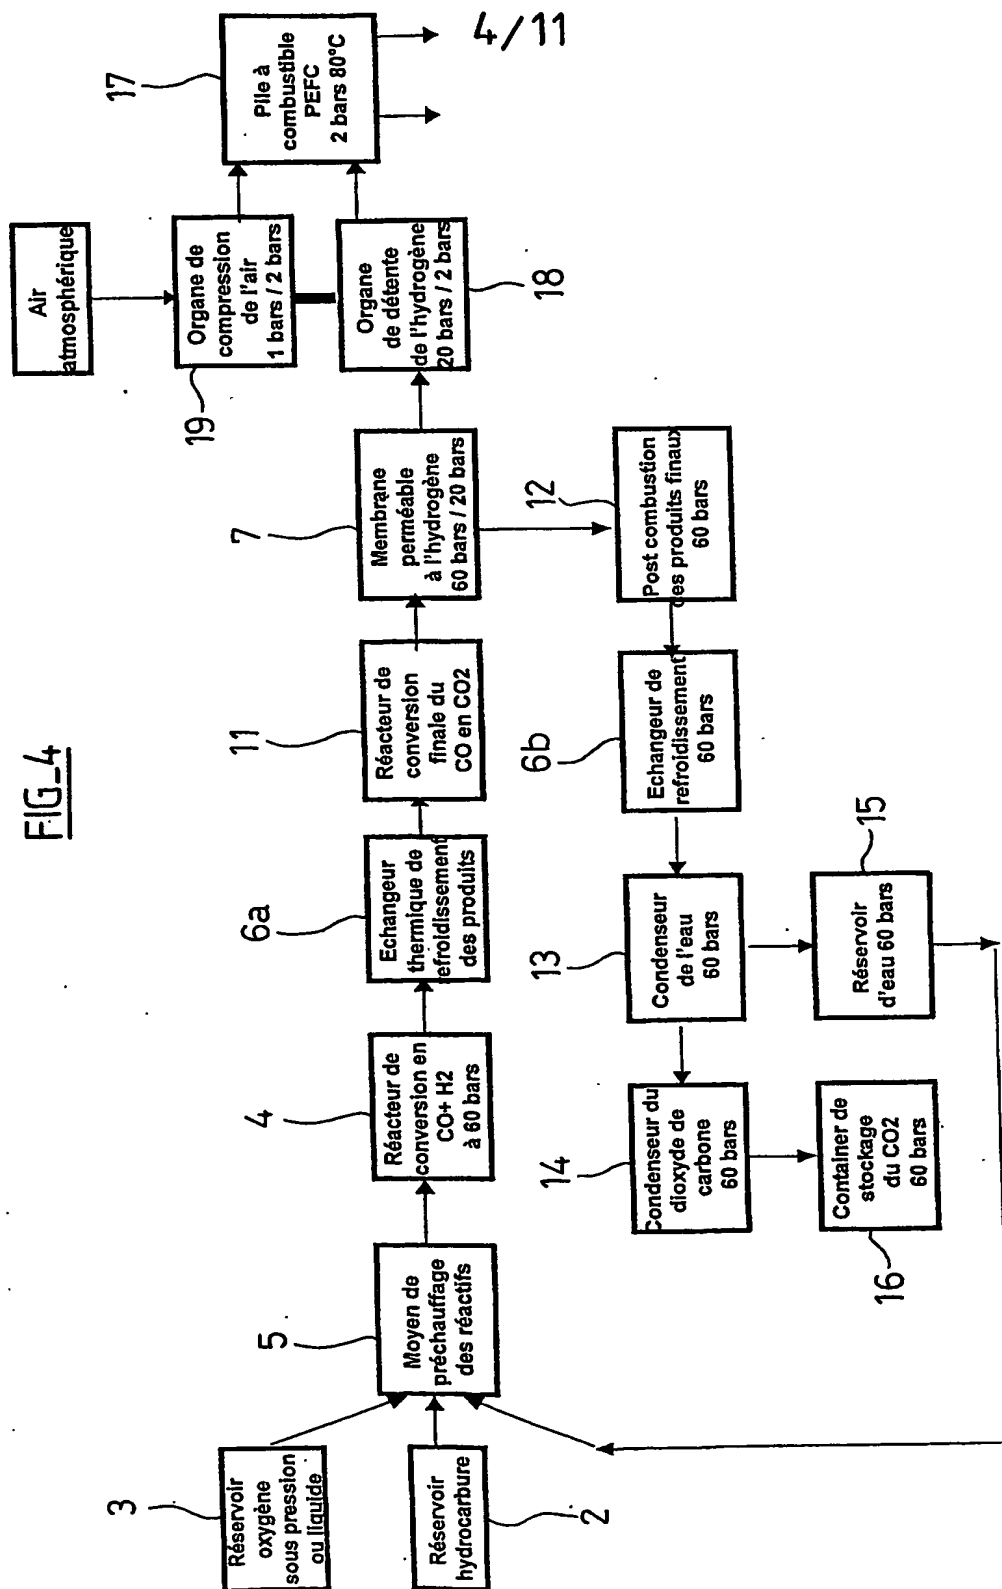 4/11
FIG_4
3
Réservoir
oxygène
sous pression
ou liquide
2
Réservoir
hydrocarbure
5
Moyen de
préchauffage
des réactifs
4
Réacteur de
conversion en
CO+ H2
à 60 bars
6a
Echangeur
thermique de
refroidissement
des produits
11
Réacteur de
conversion
finale du
CO en CO2
7
Membrane
perméable
à l'hydrogène
60 bars / 20 bars
Air
atmosphérique
19
Organe de
compression
de l'air
1 bars / 2 bars
18
Organe
de détente
de l'hydrogène
20 bars / 2 bars
17
Pile à
combustible
PEFC
2 bars 80°C
12
Post combustion
des produits finaux
60 bars
6b
Echangeur de
refroidissement
60 bars
13
Condenseur
de l'eau
60 bars
15
Réservoir
d'eau 60 bars
14
Condenseur du
dioxyde de
carbone
60 bars
16
Container de
stockage
du CO2
60 bars